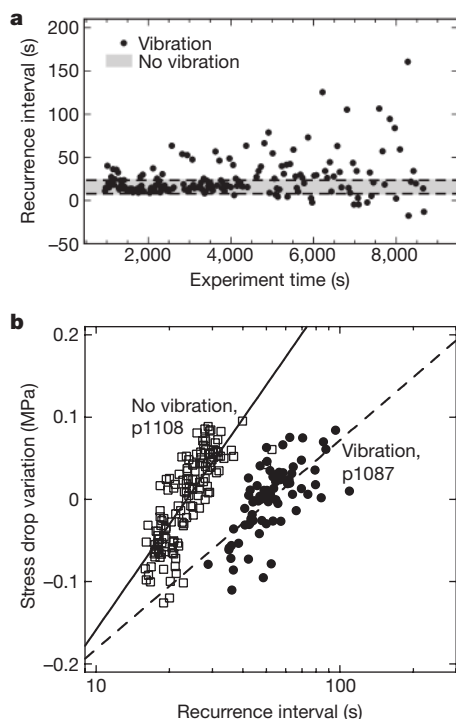 a
200
150
100
50
0
–50
Recurrence interval (s)
Vibration
No vibration
2,000 4,000 6,000 8,000
Experiment time (s)
b
0.2
0.1
0
–0.1
–0.2
Stress drop variation (MPa)
No vibration,
p1108
Vibration,
p1087
10 100
Recurrence interval (s)